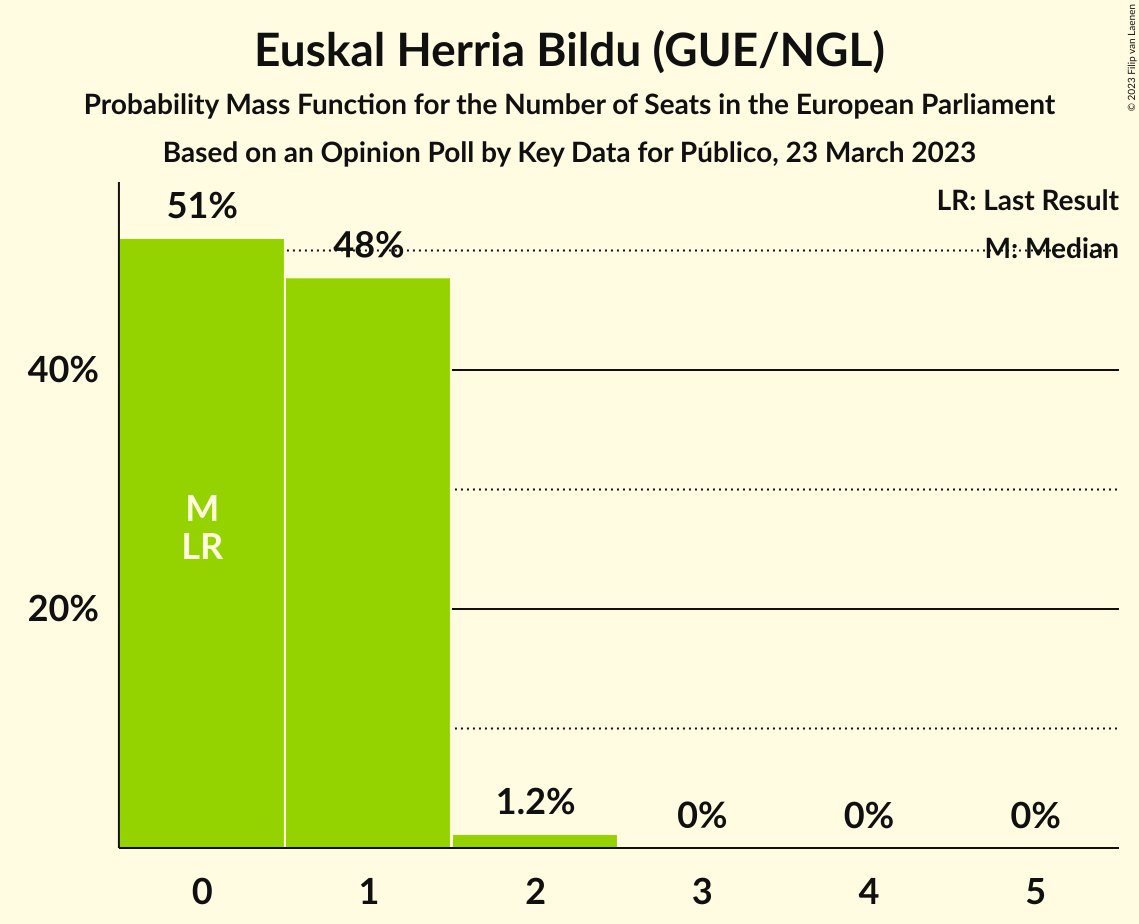 Euskal Herria Bildu (GUE/NGL)
Probability Mass Function for the Number of Seats in the European Parliament
Based on an Opinion Poll by Key Data for Público, 23 March 2023
© 2023 Filip van Laenen
LR: Last Result
M: Median
51%
48%
40%
M
LR
20%
1.2%
0%
0%
0%
0
1
2
3
4
5